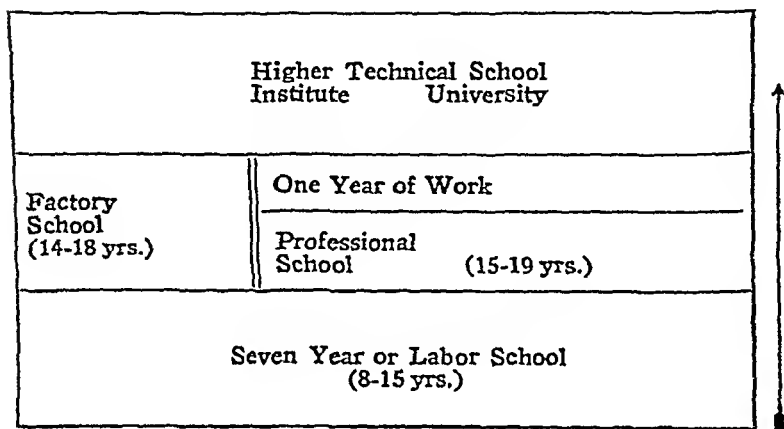 Higher Technical School
Institute University
Factory
School
(14-18 yrs.)
One Year of Work
Professional
School (15-19 yrs.)
Seven Year or Labor School
(8-15 yrs.)